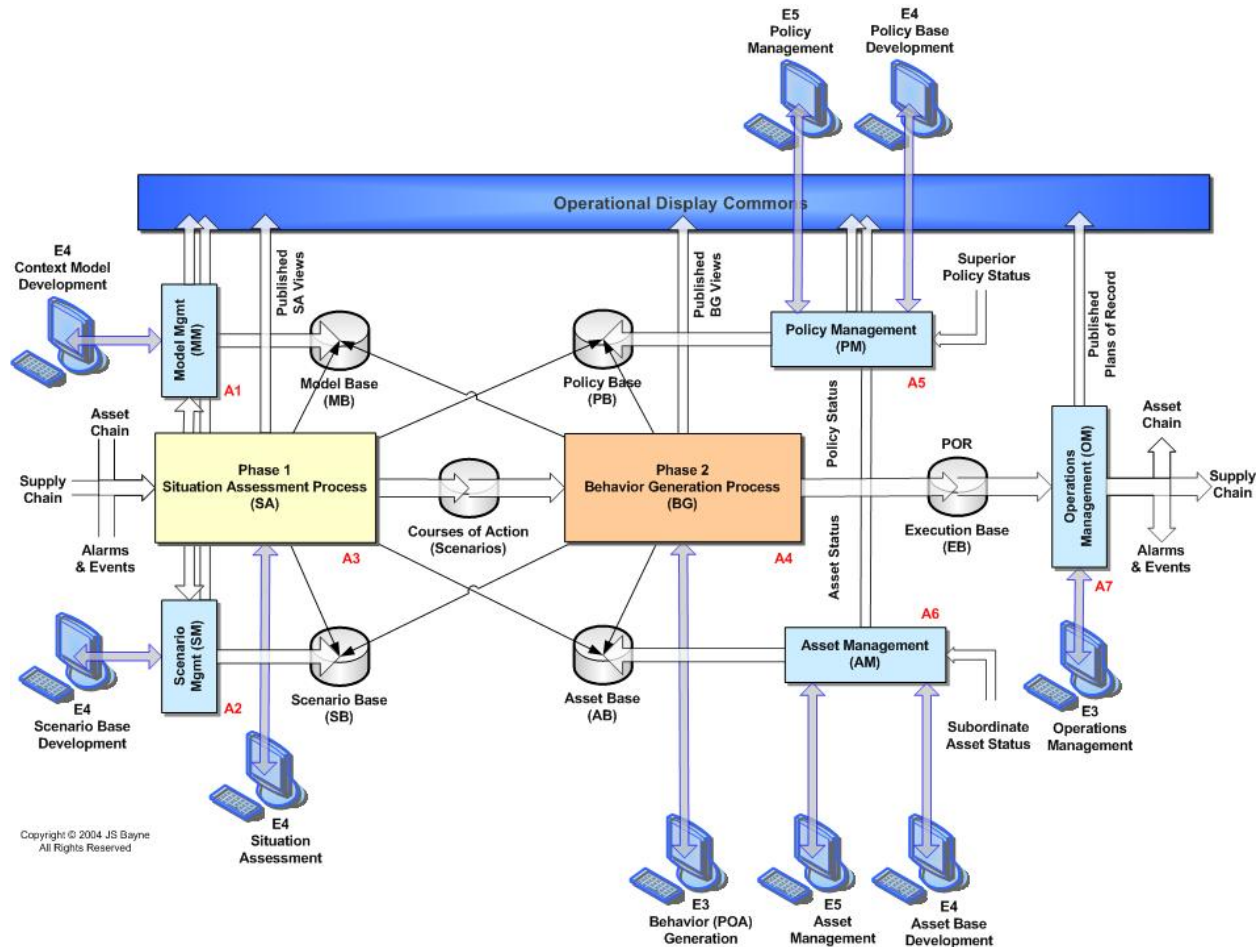 E5
Policy
Management
E4
Policy Base
Development
Operational Display Commons
E4
Context Model
Development
Model Mgmt
(MM)
A1
Published
SA Views
Model Base
(MB)
Policy Base
(PB)
Published
BG Views
Policy Management
(PM)
A5
Superior
Policy Status
Published
Plans of Record
Asset
Chain
Supply
Chain
Alarms
& Events
Phase 1
Situation Assessment Process
(SA)
A3
Courses of Action
(Scenarios)
Phase 2
Behavior Generation Process
(BG)
A4
Policy Status
Asset Status
POR
Execution Base
(EB)
Operations
Management (OM)
A7
Asset
Chain
Supply
Chain
Alarms
& Events
Scenario
Mgmt (SM)
A2
E4
Scenario Base
Development
Scenario Base
(SB)
Asset Base
(AB)
A6
Asset Management
(AM)
Subordinate
Asset Status
E3
Operations
Management
E4
Situation
Assessment
E3
Behavior (POA)
Generation
E5
Asset
Management
E4
Asset Base
Development
Copyright © 2004 JS Bayne
All Rights Reserved